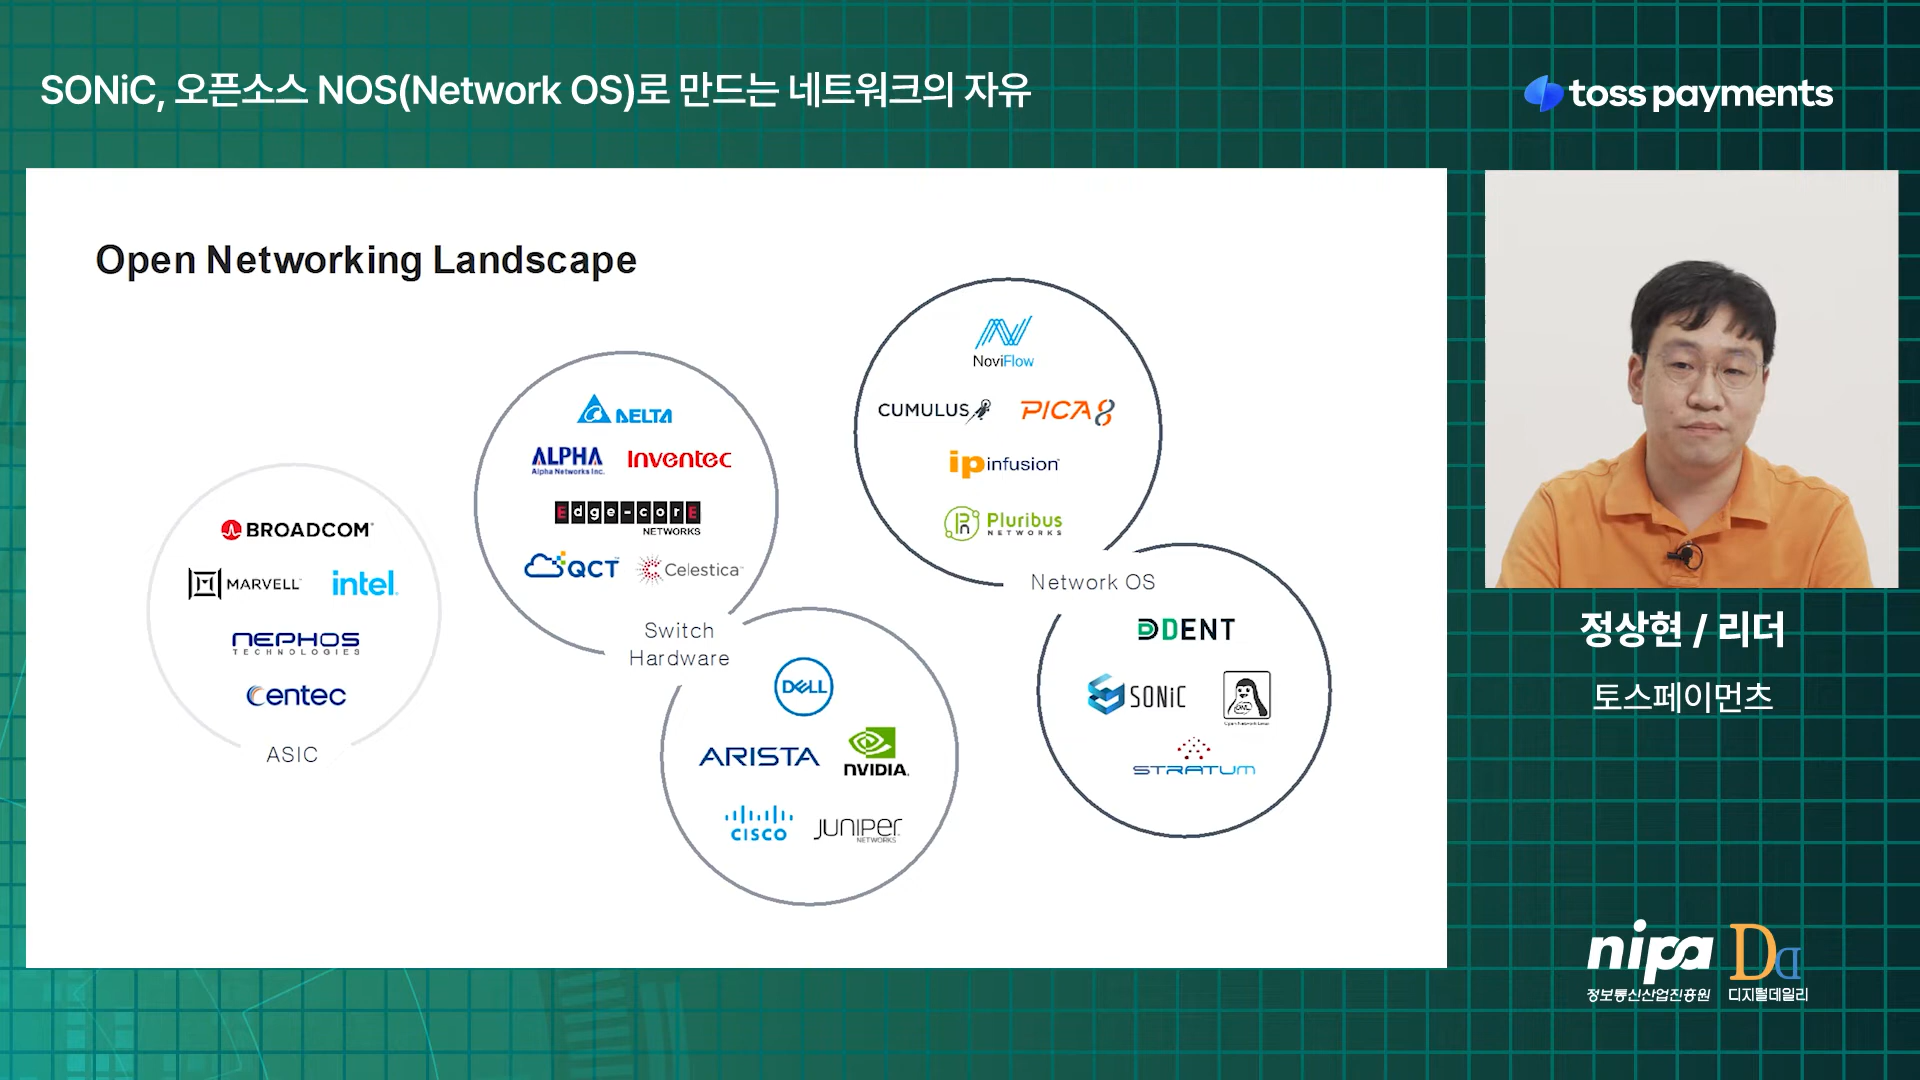 SONiC, 오픈소스 NOS(Network OS)로 만드는 네트워크의 자유
toss payments
Open Networking Landscape
BROADCOM
MARVELL intel
NEPHOS
TECHNOLOGIES
Centec
ASIC
DELTA
ALPHA Inventec
Alpha Networks Inc.
Edge-corE
NETWORKS
QCT Celestica
Switch
Hardware
DELL
ARISTA NVIDIA
CISCO JUNIPER
NETWORKS
NoviFlow
CUMULUS PICA8
ipinfusion
Pluribus
NETWORKS
Network OS
DENT
SONiC
Open Network Linux
STRATUM
정상현 / 리더
토스페이먼츠
nipa
정보통신산업진흥원
Dd
디지털데일리